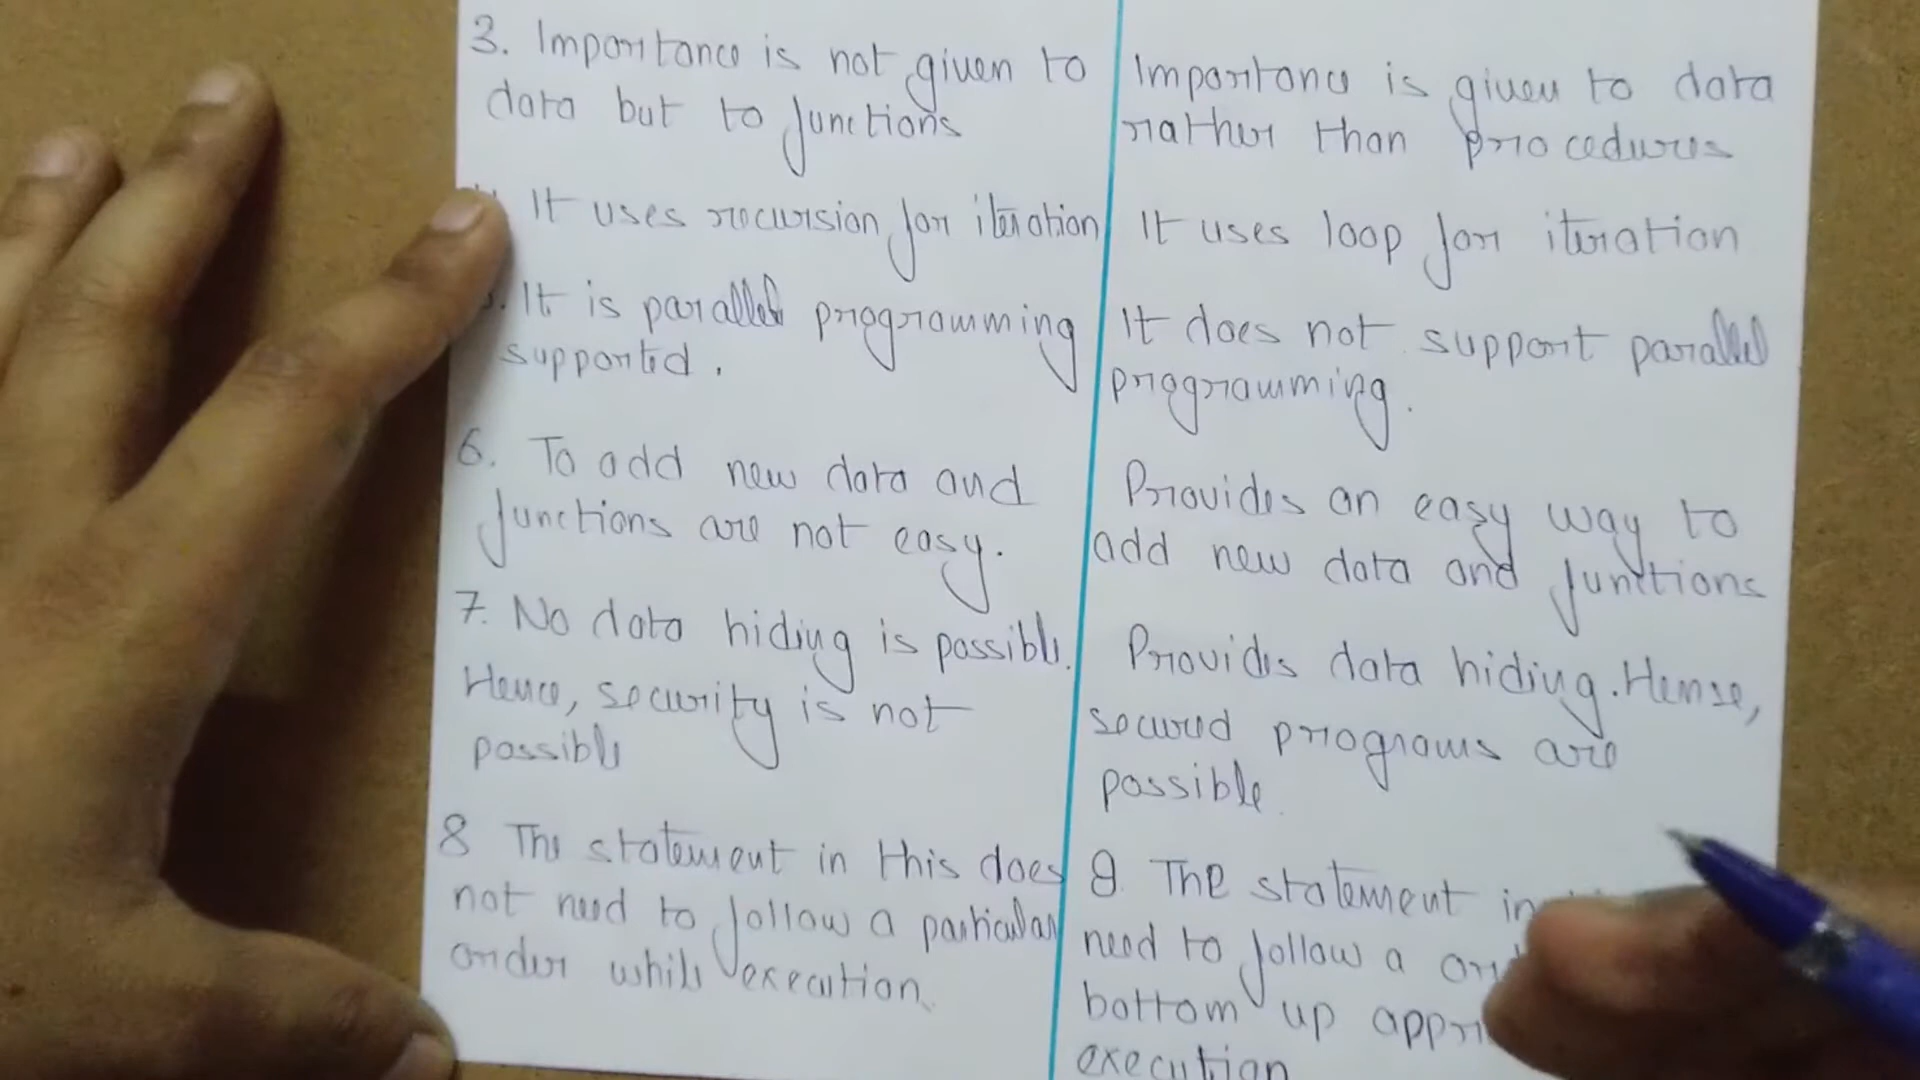 3. Importance is not given to
data but to functions
It uses recursion for iteration
It is parallel programming
supported.
6. To add new data and
functions are not easy.
7. No data hiding is possible.
Hence, security is not
possible
8 The statement in this does
not need to follow a particular
order while execution.
Importance is given to data
rather than procedures
It uses loop for iteration
It does not support parallel
programming.
Provides an easy way to
add new data and functions
Provides data hiding. Hense,
secured programs are
possible.
8. The statement in
need to follow a
bottom up
execution